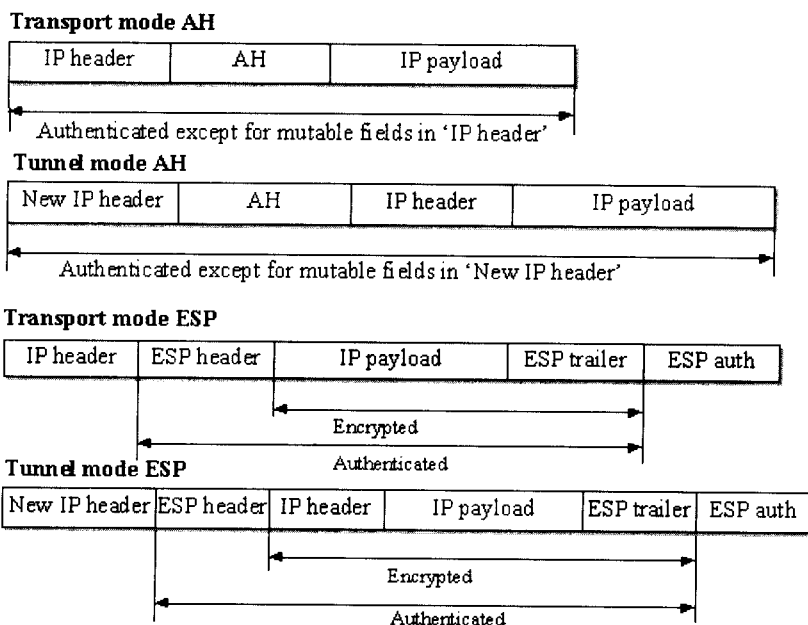 Transport mode AH
IP header AH IP payload
Authenticated except for mutable fields in ‘IP header’
Tunnel mode AH
New IP header AH IP header IP payload
Authenticated except for mutable fields in ‘New IP header’
Transport mode ESP
IP header ESP header IP payload ESP trailer ESP auth
Encrypted
Authenticated
Tunnel mode ESP
New IP header ESP header IP header IP payload ESP trailer ESP auth
Encrypted
Authenticated